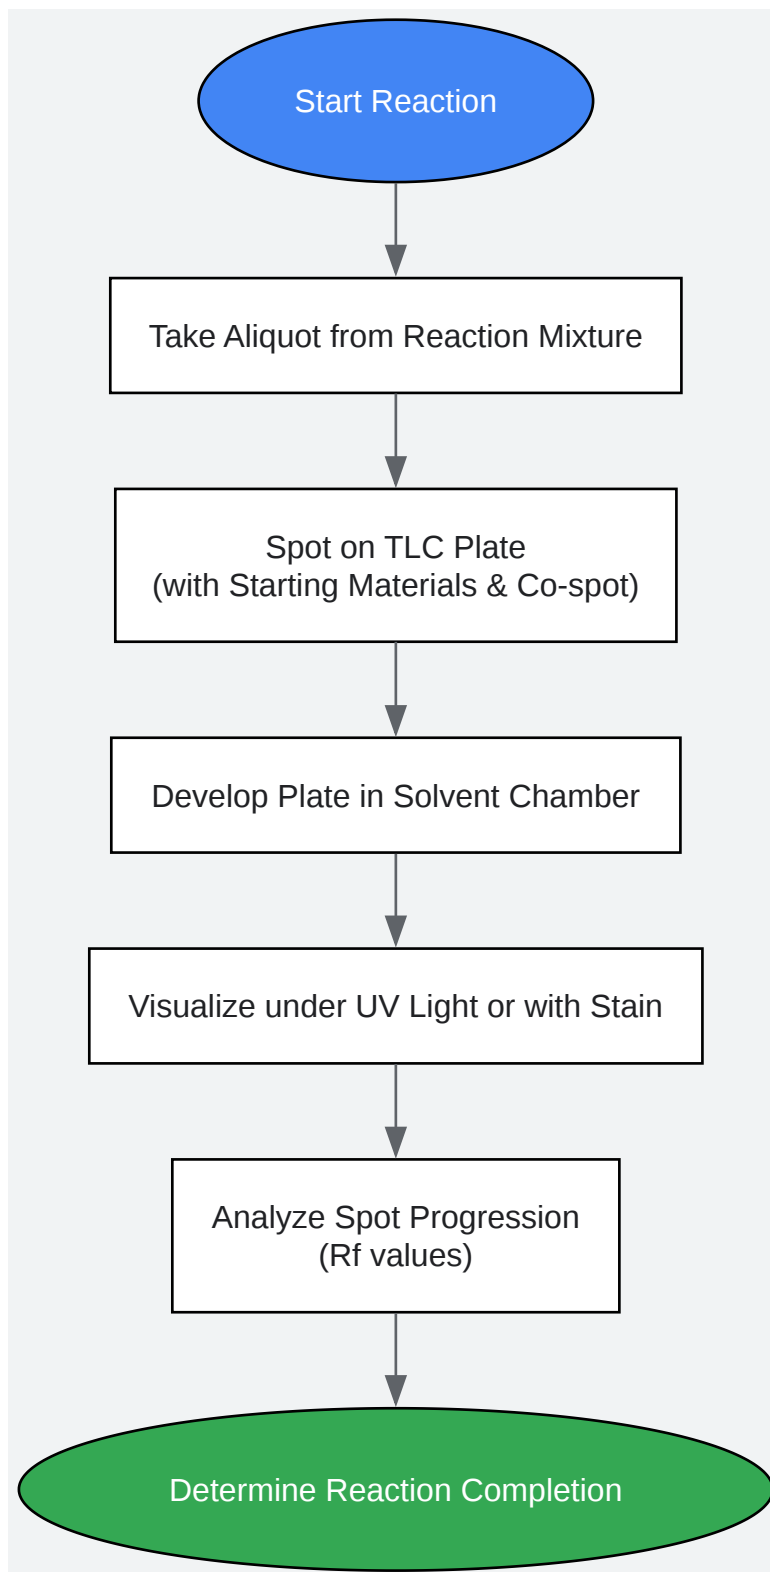 Start Reaction
Take Aliquot from Reaction Mixture
Spot on TLC Plate
(with Starting Materials & Co-spot)
Develop Plate in Solvent Chamber
Visualize under UV Light or with Stain
Analyze Spot Progression
(Rf values)
Determine Reaction Completion